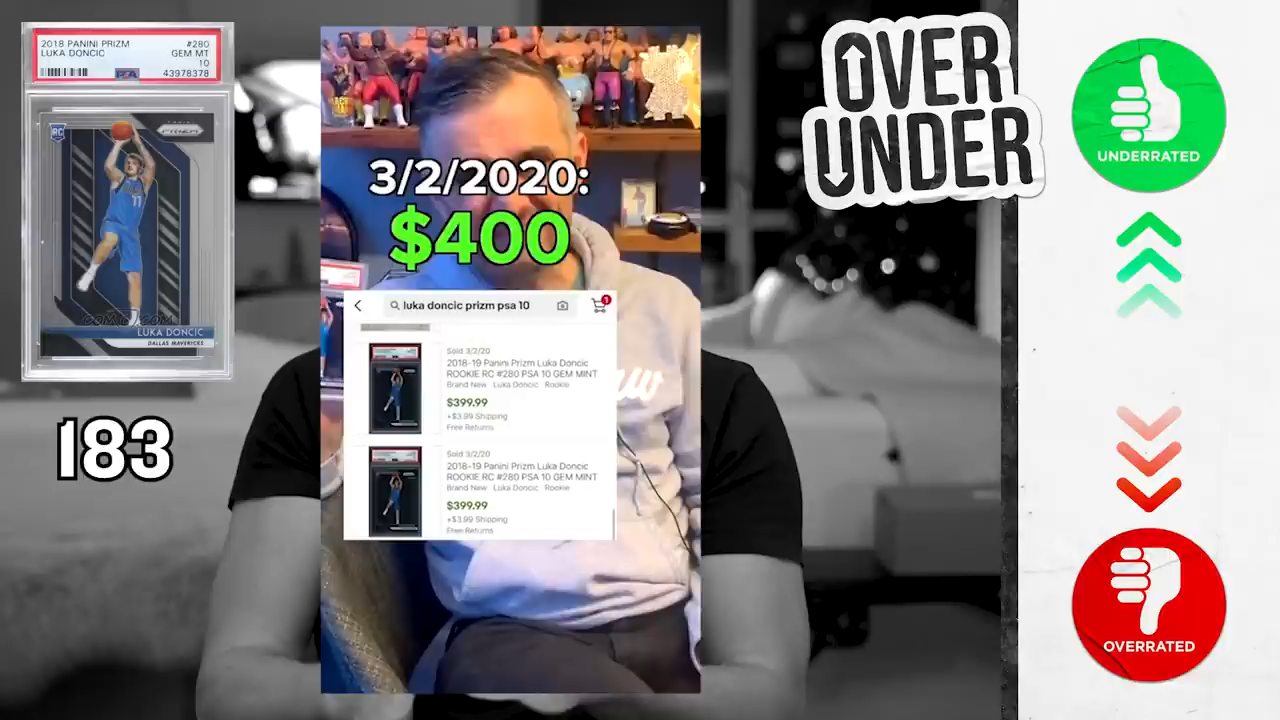 2018 PANINI PRIZM #280
LUKA DONCIC GEM MT
10
PSA 43978378
RC
PRIZM
LUKA DONCIC
DALLAS MAVERICKS
183
3/2/2020:
$400
luka doncic prizm psa 10
1
Sold 3/2/20
2018-19 Panini Prizm Luka Doncic
ROOKIE RC #280 PSA 10 GEM MINT
Brand New · Luka Doncic · Rookie
$399.99
+$3.99 Shipping
Free Returns
Sold 3/2/20
2018-19 Panini Prizm Luka Doncic
ROOKIE RC #280 PSA 10 GEM MINT
Brand New · Luka Doncic · Rookie
$399.99
+$3.99 Shipping
Free Returns
OVER
UNDER
UNDERRATED
OVERRATED